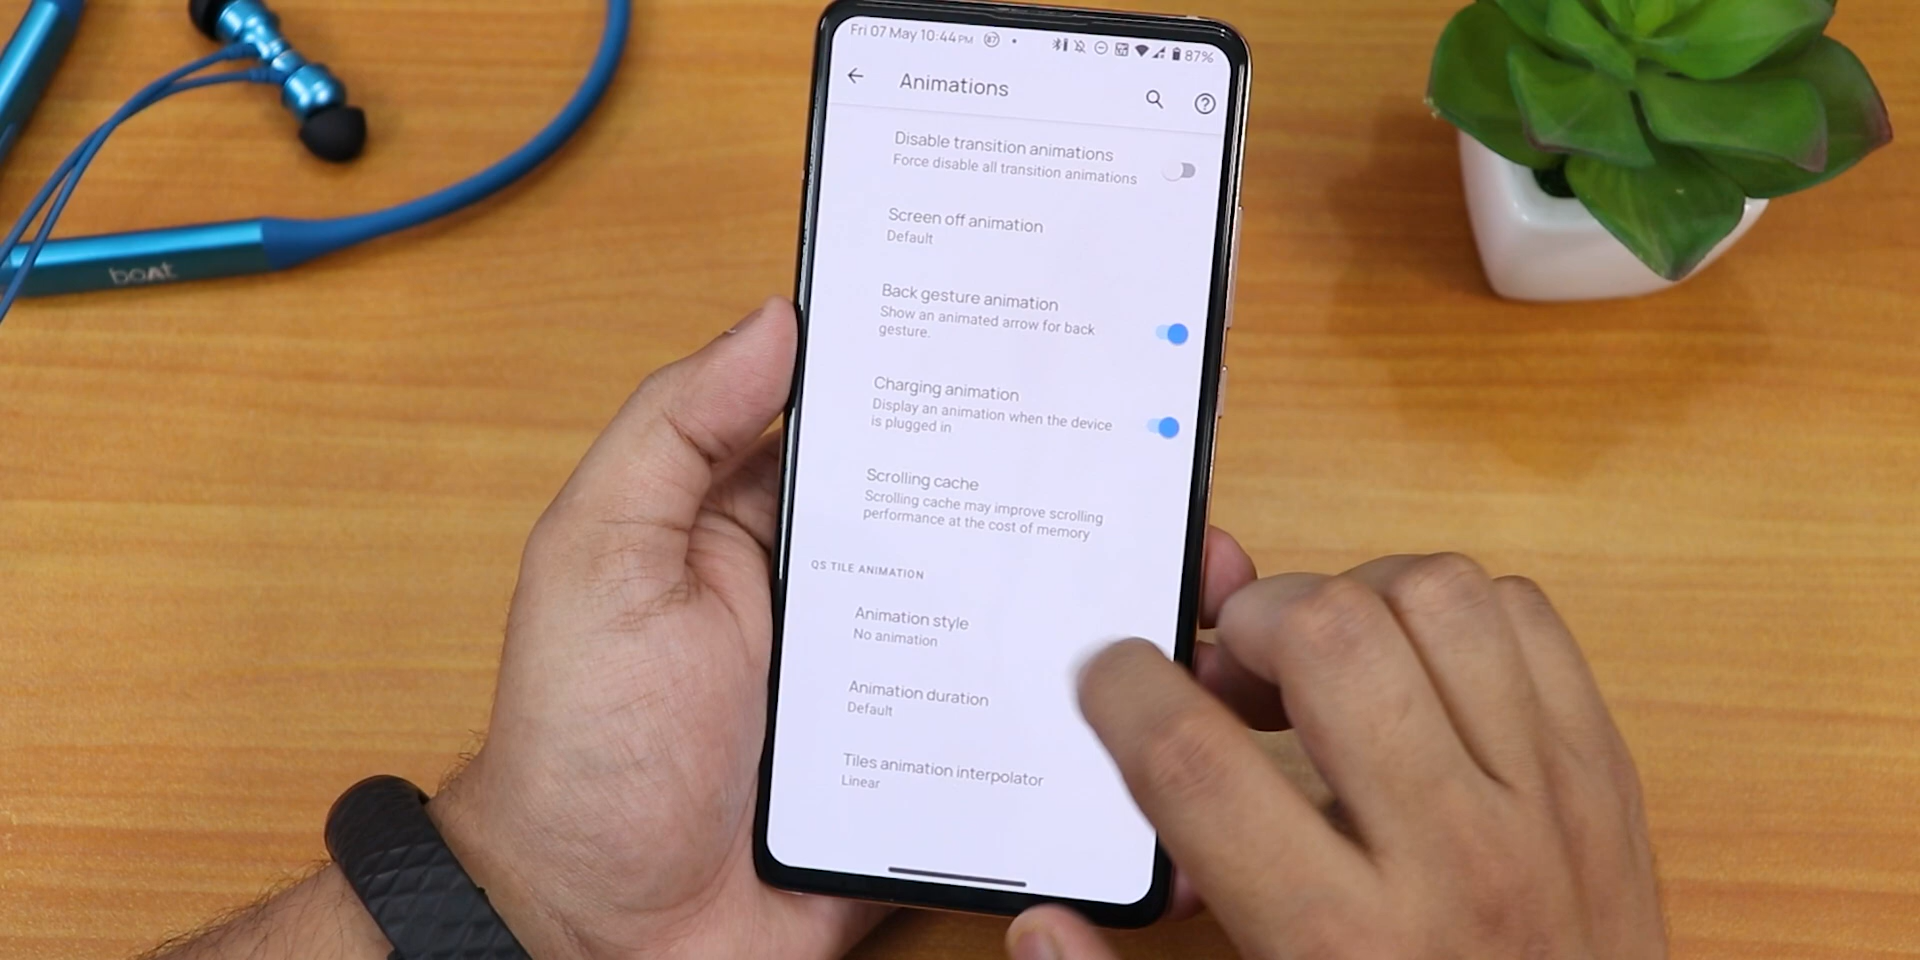 Fri 07 May 10:44 PM 87 87%
Animations
Disable transition animations
Force disable all transition animations
Screen off animation
Default
Back gesture animation
Show an animated arrow for back
gesture.
Charging animation
Display an animation when the device
is plugged in
Scrolling cache
Scrolling cache may improve scrolling
performance at the cost of memory
QS TILE ANIMATION
Animation style
No animation
Animation duration
Default
Tiles animation interpolator
Linear
boAt